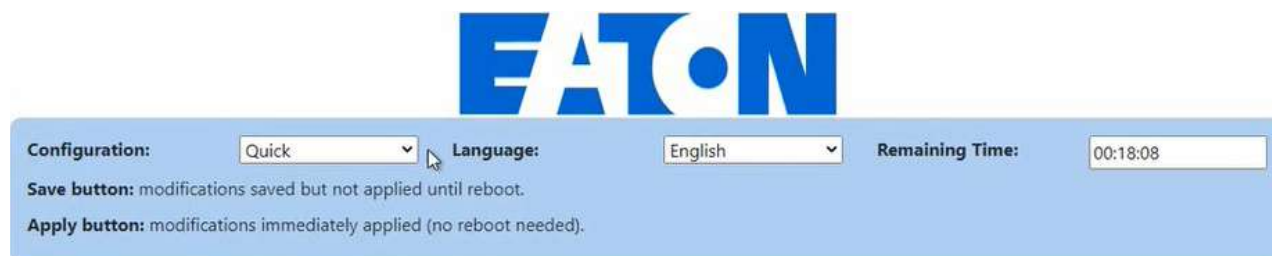 EATON
Configuration: Quick Language: English Remaining Time: 00:18:08
Save button: modifications saved but not applied until reboot.
Apply button: modifications immediately applied (no reboot needed).